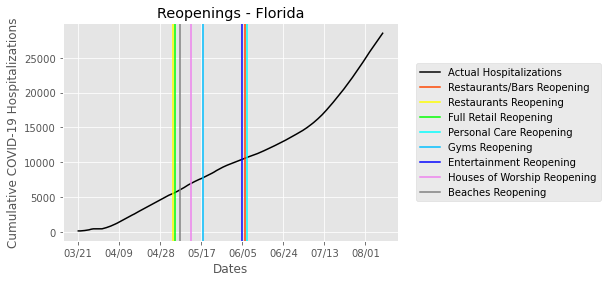 Reopenings - Florida
Cumulative COVID-19 Hospitalizations
25000
20000
15000
10000
5000
0
03/21 04/09 04/28 05/17 06/05 06/24 07/13 08/01
Dates
Actual Hospitalizations
Restaurants/Bars Reopening
Restaurants Reopening
Full Retail Reopening
Personal Care Reopening
Gyms Reopening
Entertainment Reopening
Houses of Worship Reopening
Beaches Reopening